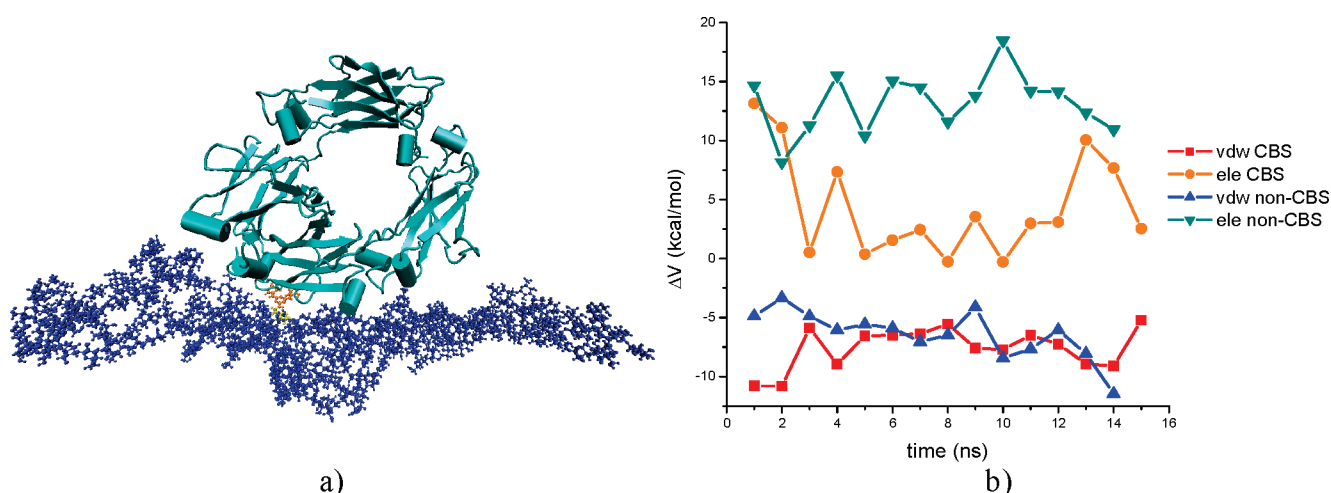 20
15
10
5
0
-5
-10
ΔV (kcal/mol)
0 2 4 6 8 10 12 14 16
time (ns)
vdw CBS
ele CBS
vdw non-CBS
ele non-CBS
a) b)